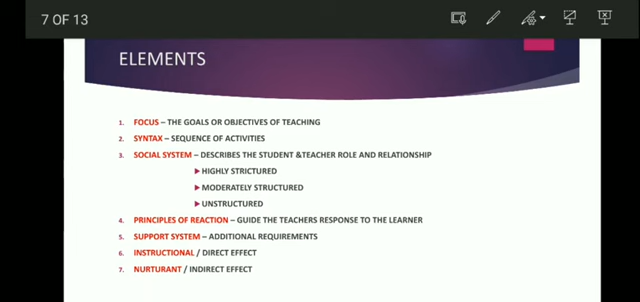 7 OF 13
ELEMENTS
1. FOCUS – THE GOALS OR OBJECTIVES OF TEACHING
2. SYNTAX – SEQUENCE OF ACTIVITIES
3. SOCIAL SYSTEM – DESCRIBES THE STUDENT &TEACHER ROLE AND RELATIONSHIP
▶ HIGHLY STRICTURED
▶ MODERATELY STRUCTURED
▶ UNSTRUCTURED
4. PRINCIPLES OF REACTION – GUIDE THE TEACHERS RESPONSE TO THE LEARNER
5. SUPPORT SYSTEM – ADDITIONAL REQUIREMENTS
6. INSTRUCTIONAL / DIRECT EFFECT
7. NURTURANT / INDIRECT EFFECT